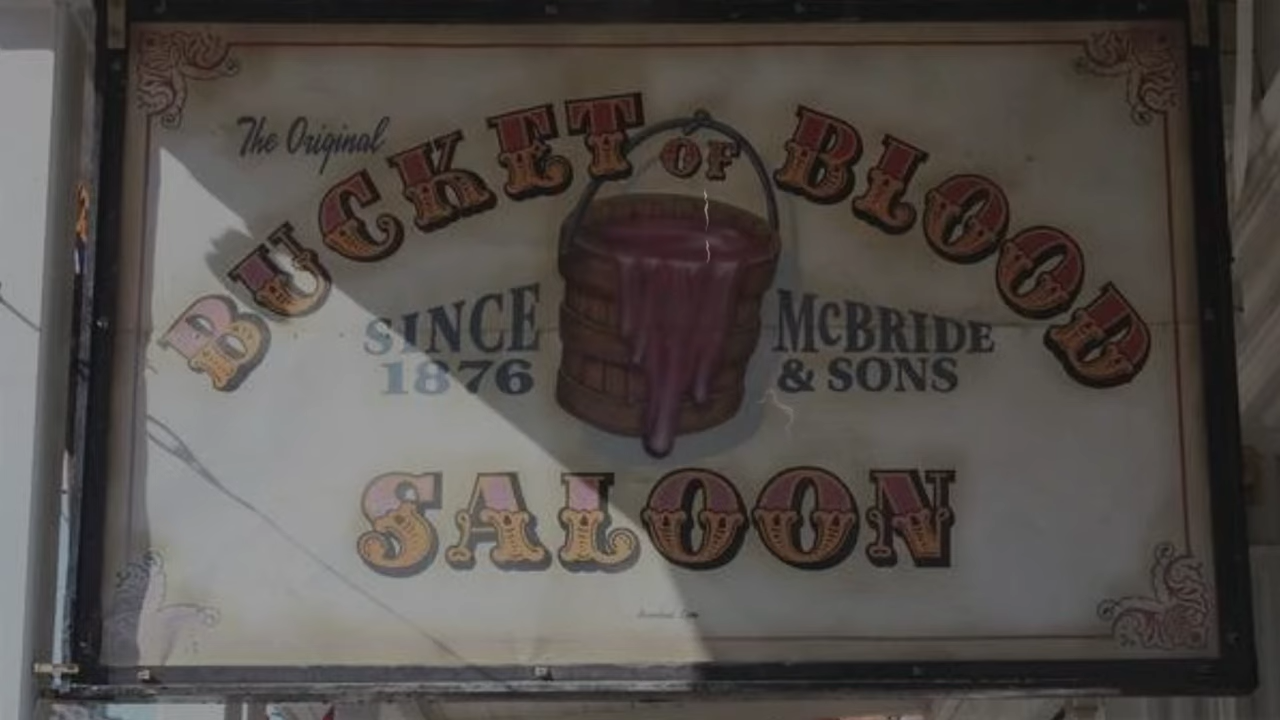 The Original
BUCKET OF BLOOD
SINCE
1876
McBRIDE
& SONS
SALOON